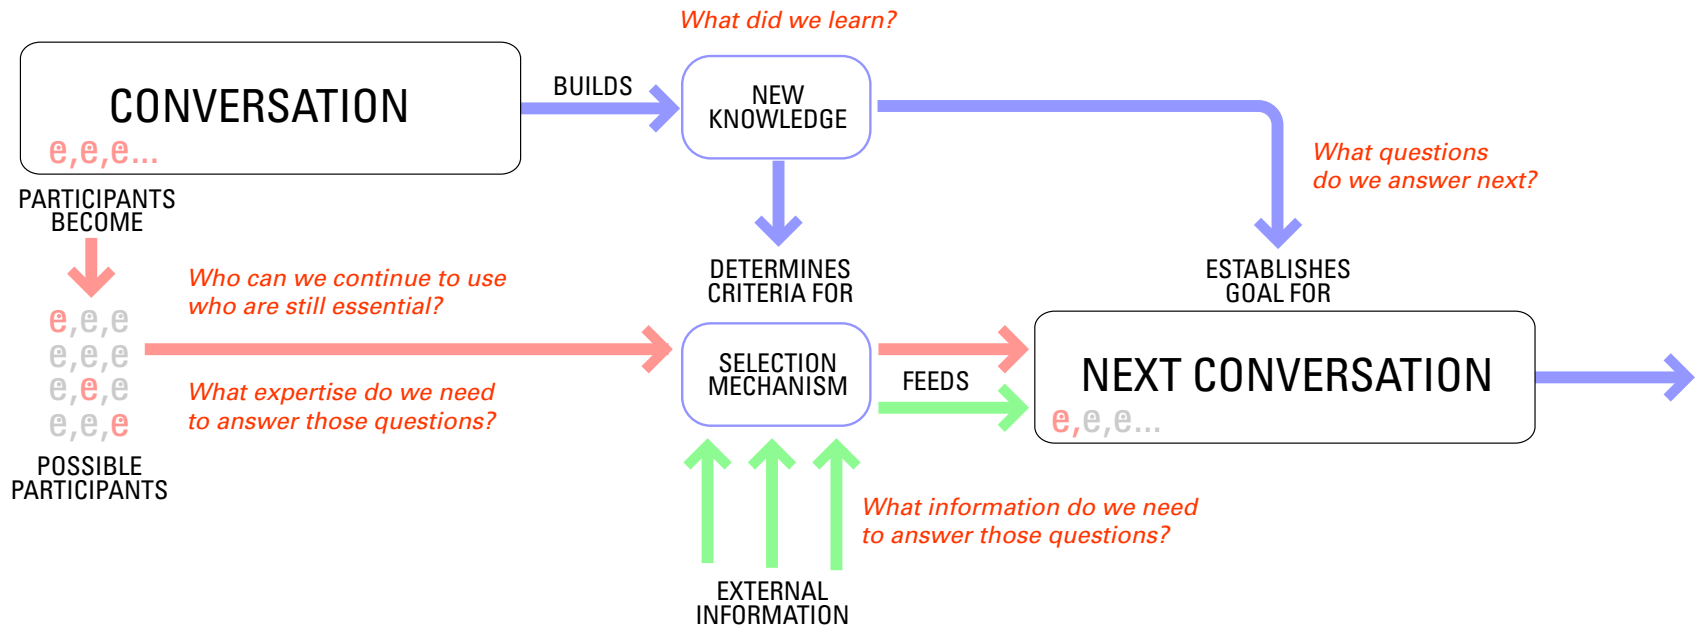 What did we learn?
CONVERSATION
e,e,e...
BUILDS
NEW
KNOWLEDGE
What questions
do we answer next?
PARTICIPANTS
BECOME
Who can we continue to use
who are still essential?
DETERMINES
CRITERIA FOR
ESTABLISHES
GOAL FOR
e,e,e
e,e,e
e,e,e
e,e,e
SELECTION
MECHANISM
FEEDS
NEXT CONVERSATION
e,e,e...
What expertise do we need
to answer those questions?
POSSIBLE
PARTICIPANTS
What information do we need
to answer those questions?
EXTERNAL
INFORMATION